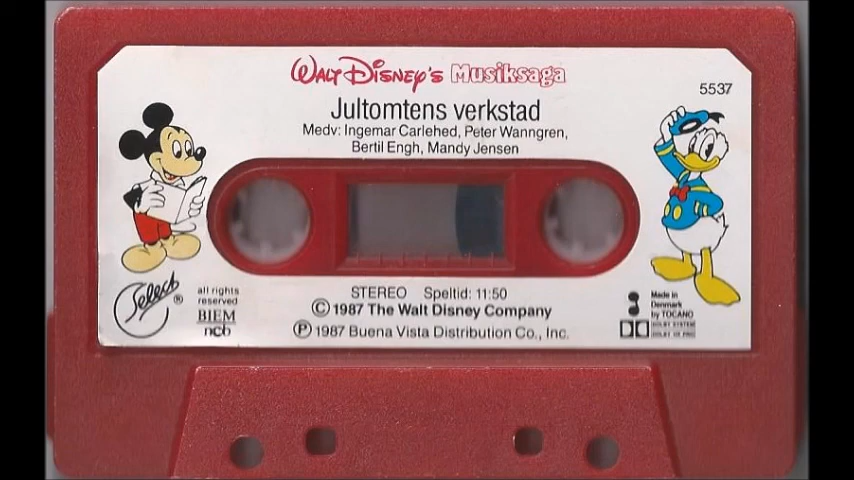 WALT DISNEY'S Musiksaga
5537
Jultomtens verkstad
Medv: Ingemar Carlehed, Peter Wanngren,
Bertil Engh, Mandy Jensen
Select ®
all rights
reserved
BIEM
ncb
STEREO Speltid: 11:50
© 1987 The Walt Disney Company
℗ 1987 Buena Vista Distribution Co., Inc.
Made in
Denmark
by TOCANO
DOLBY SYSTEM